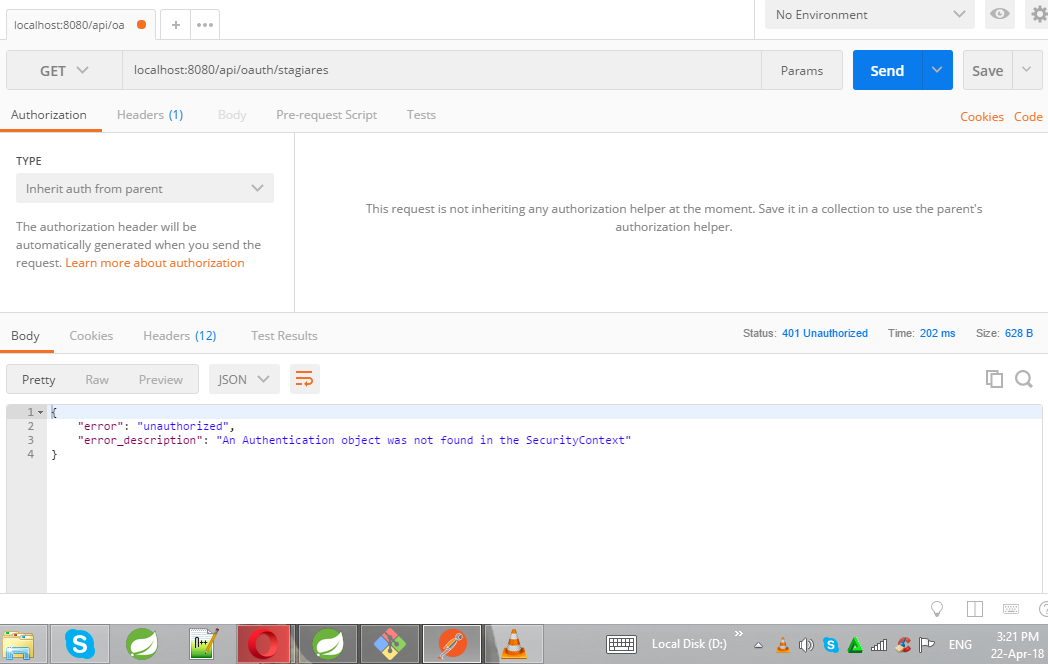 localhost:8080/api/oa
+
•••
No Environment
GET
localhost:8080/api/oauth/stagiares
Params
Send
Save
Authorization
Headers (1)
Body
Pre-request Script
Tests
Cookies
Code
TYPE
Inherit auth from parent
The authorization header will be
automatically generated when you send the
request. Learn more about authorization
This request is not inheriting any authorization helper at the moment. Save it in a collection to use the parent's
authorization helper.
Body
Cookies
Headers (12)
Test Results
Status: 401 Unauthorized
Time: 202 ms
Size: 628 B
Pretty
Raw
Preview
JSON
1 {
2 "error": "unauthorized",
3 "error_description": "An Authentication object was not found in the SecurityContext"
4 }
Local Disk (D:)
»
ENG
3:21 PM
22-Apr-18